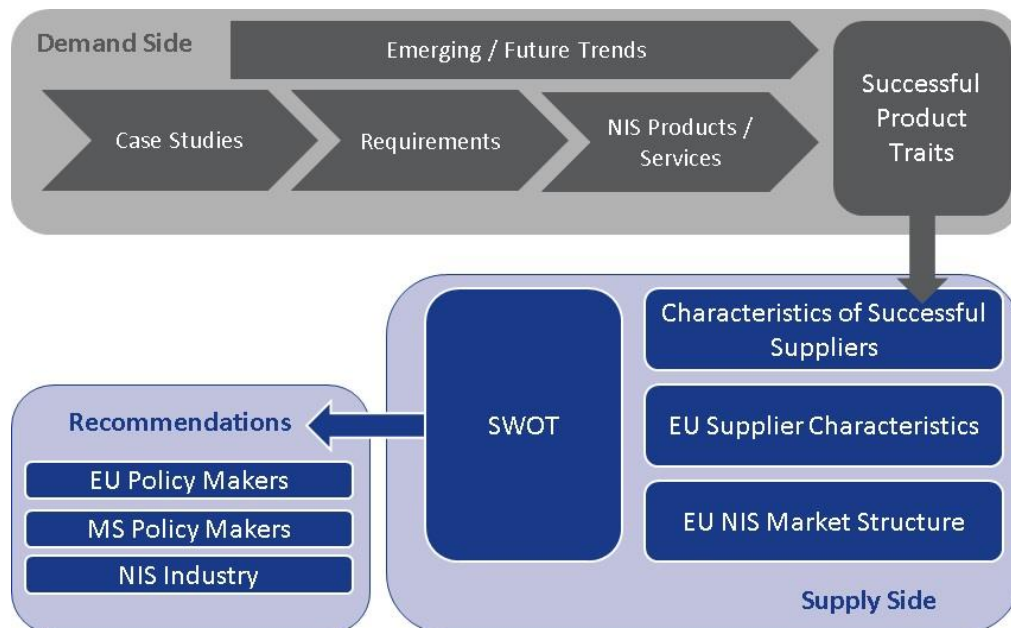 Demand Side
Emerging / Future Trends
Case Studies
Requirements
NIS Products /
Services
Successful
Product
Traits
Characteristics of Successful
Suppliers
SWOT
EU Supplier Characteristics
EU NIS Market Structure
Supply Side
Recommendations
EU Policy Makers
MS Policy Makers
NIS Industry